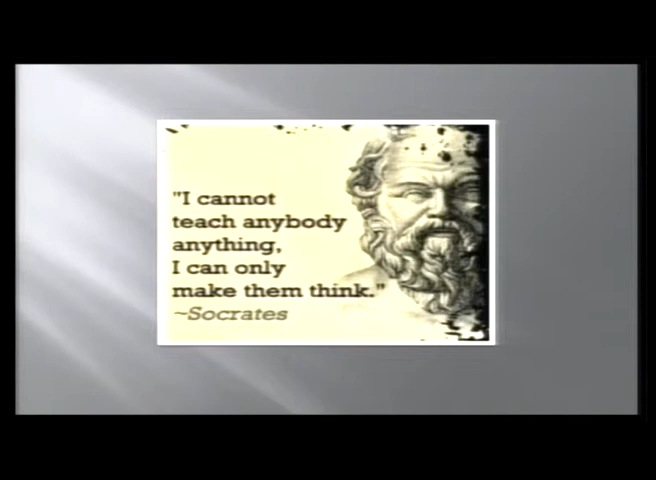 "I cannot
teach anybody
anything,
I can only
make them think."
~Socrates